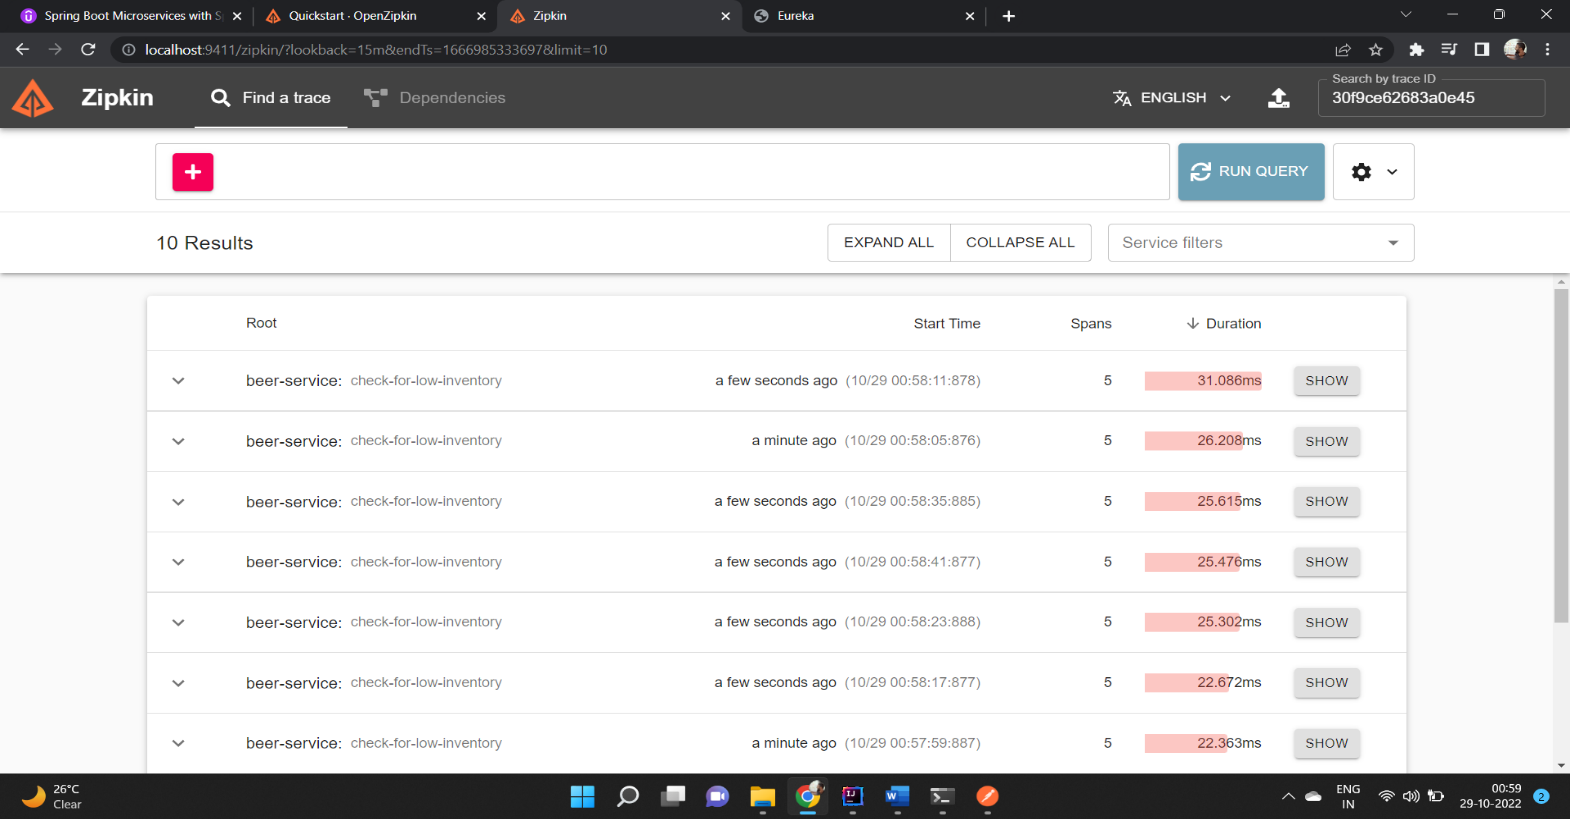 Spring Boot Microservices with S
Quickstart · OpenZipkin
Zipkin
Eureka
localhost:9411/zipkin/?lookback=15m&endTs=1666985333697&limit=10
Zipkin
Find a trace
Dependencies
ENGLISH
Search by trace ID
30f9ce62683a0e45
+
RUN QUERY
10 Results
EXPAND ALL
COLLAPSE ALL
Service filters
Root Start Time Spans Duration
beer-service: check-for-low-inventory a few seconds ago (10/29 00:58:11:878) 5 31.086ms SHOW
beer-service: check-for-low-inventory a minute ago (10/29 00:58:05:876) 5 26.208ms SHOW
beer-service: check-for-low-inventory a few seconds ago (10/29 00:58:35:885) 5 25.615ms SHOW
beer-service: check-for-low-inventory a few seconds ago (10/29 00:58:41:877) 5 25.476ms SHOW
beer-service: check-for-low-inventory a few seconds ago (10/29 00:58:23:888) 5 25.302ms SHOW
beer-service: check-for-low-inventory a few seconds ago (10/29 00:58:17:877) 5 22.672ms SHOW
beer-service: check-for-low-inventory a minute ago (10/29 00:57:59:887) 5 22.363ms SHOW
26°C
Clear
ENG
IN
00:59
29-10-2022
2